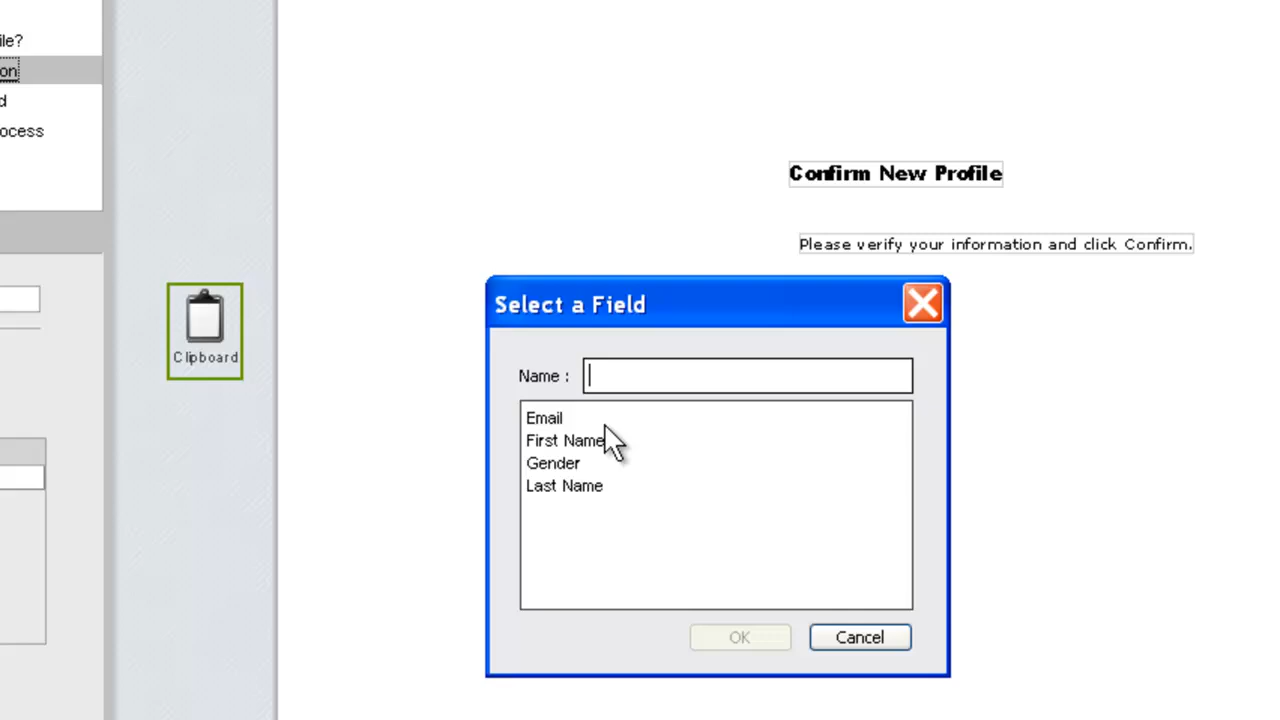 ile?
on
d
ocess
Confirm New Profile
Please verify your information and click Confirm.
Clipboard
Select a Field
Name :
Email
First Name
Gender
Last Name
OK
Cancel